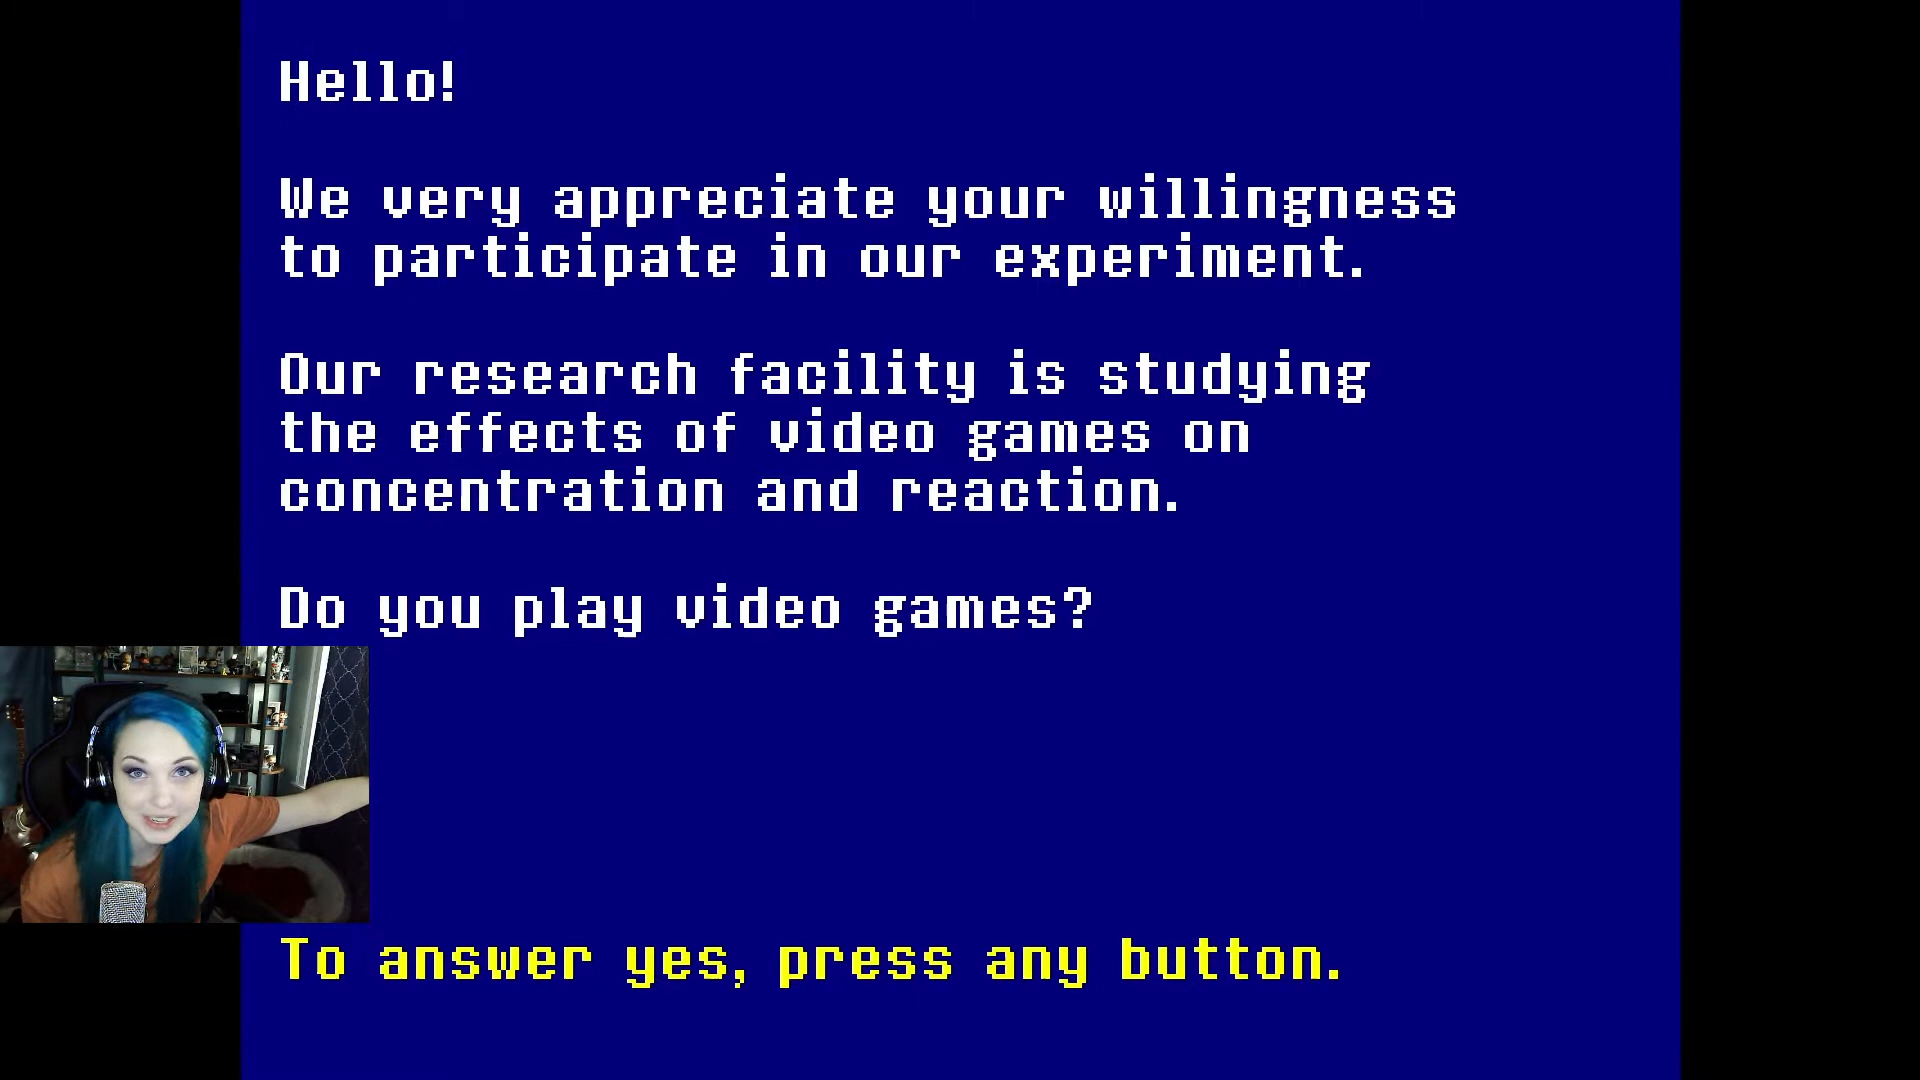 Hello!
We very appreciate your willingness
to participate in our experiment.
Our research facility is studying
the effects of video games on
concentration and reaction.
Do you play video games?
To answer yes, press any button.